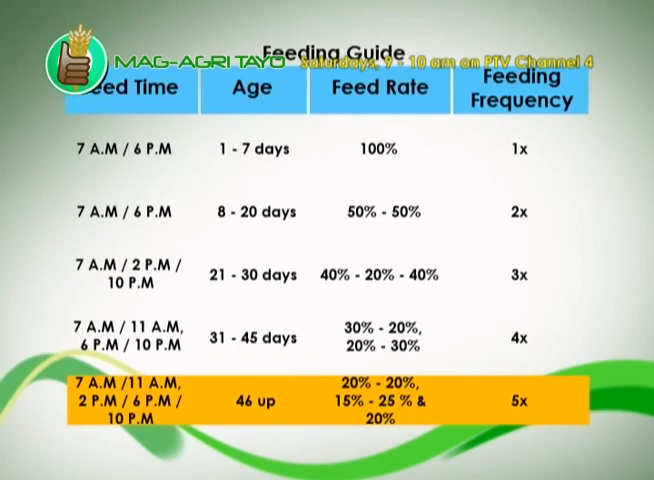 Feeding Guide
MAG-AGRI TAYO Saturdays, 9 - 10 am on PTV Channel 4
Feed Time Age Feed Rate Feeding Frequency
7 A.M / 6 P.M 1 - 7 days 100% 1x
7 A.M / 6 P.M 8 - 20 days 50% - 50% 2x
7 A.M / 2 P.M /
10 P.M
21 - 30 days 40% - 20% - 40% 3x
7 A.M / 11 A.M,
6 P.M / 10 P.M
31 - 45 days
30% - 20%,
20% - 30%
4x
7 A.M /11 A.M,
2 P.M / 6 P.M /
10 P.M
46 up
20% - 20%,
15% - 25 % &
20%
5x